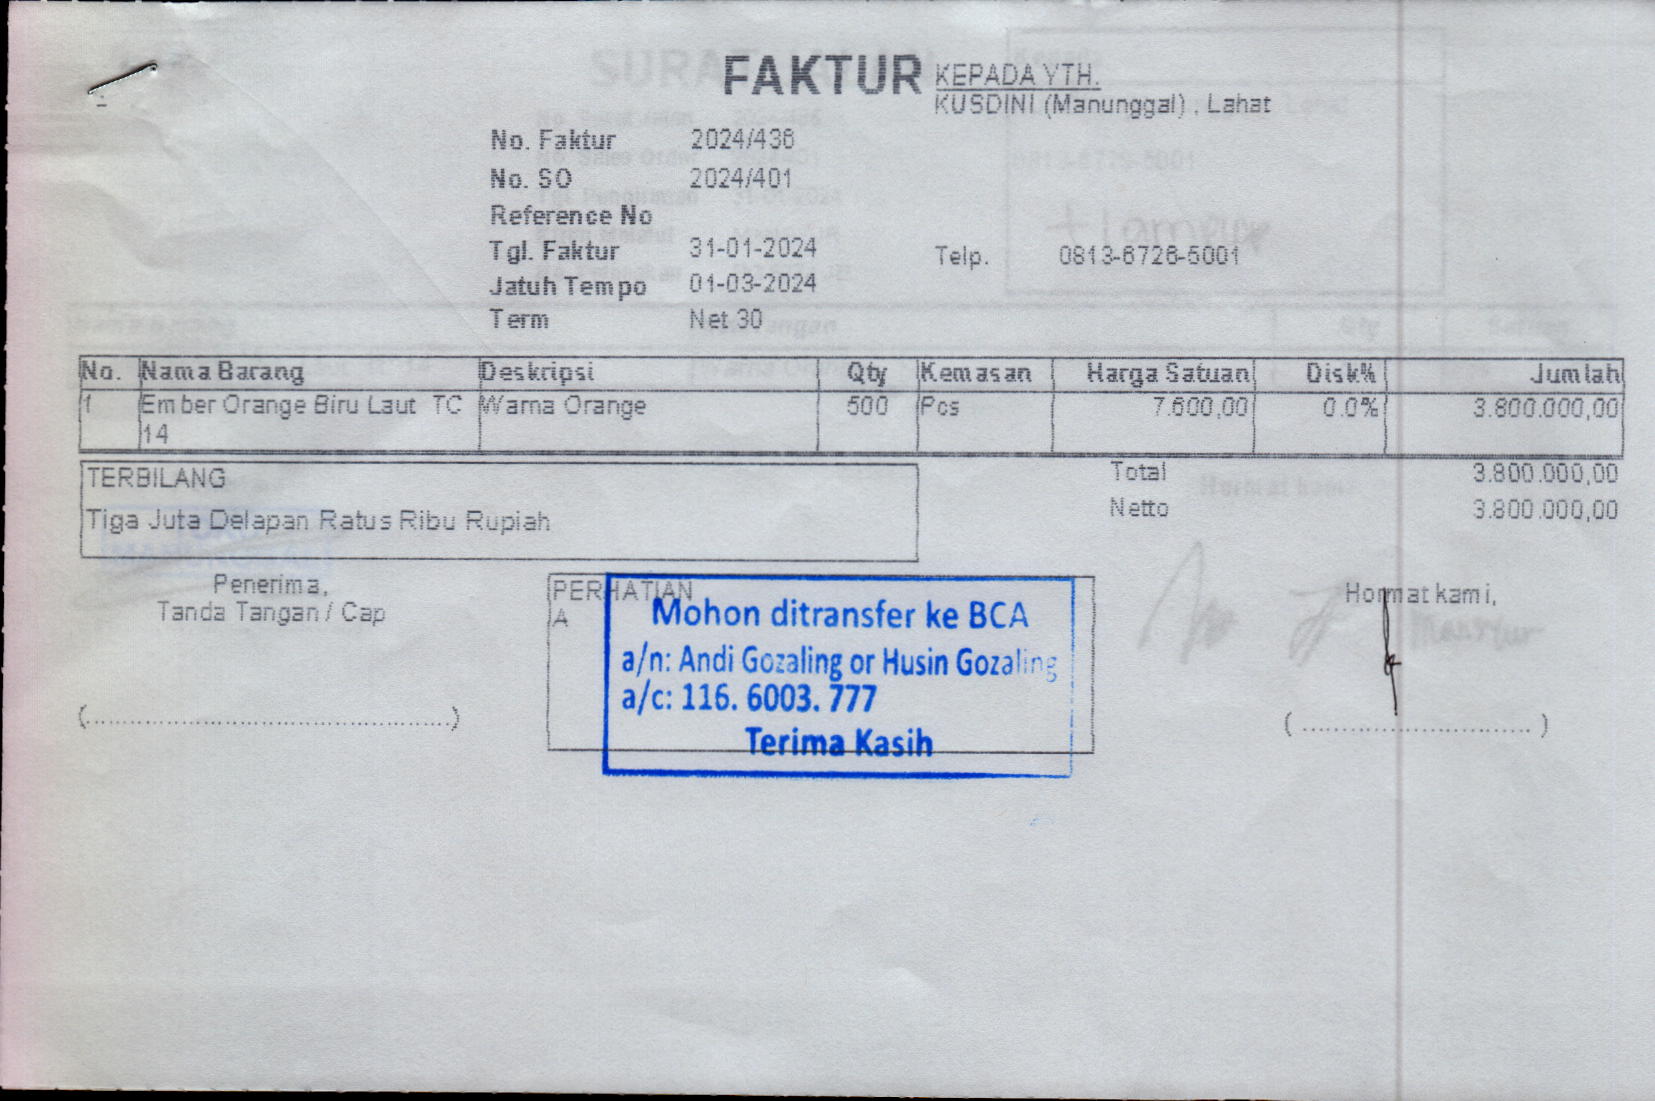 FAKTUR
KEPADA YTH.
KUSDINI (Manunggal) , Lahat
No. Faktur 2024/436
No. SO 2024/401
Reference No
Tgl. Faktur 31-01-2024
Telp. 0813-6726-5001
Jatuh Tempo 01-03-2024
Term Net 30
No. Nama Barang Deskripsi Qty Kemasan Harga Satuan Disk% Jumlah
1 Ember Orange Biru Laut TC Warna Orange 500 Pcs 7.600,00 0.0% 3.800.000,00
14
TERBILANG
Total 3.800.000,00
Tiga Juta Delapan Ratus Ribu Rupiah
Netto 3.800.000,00
Penerima,
Tanda Tangan / Cap
(...............................................)
PERHATIAN
A
Mohon ditransfer ke BCA
a/n: Andi Gozaling or Husin Gozaling
a/c: 116. 6003. 777
Terima Kasih
Hormat kami,
( ............................. )